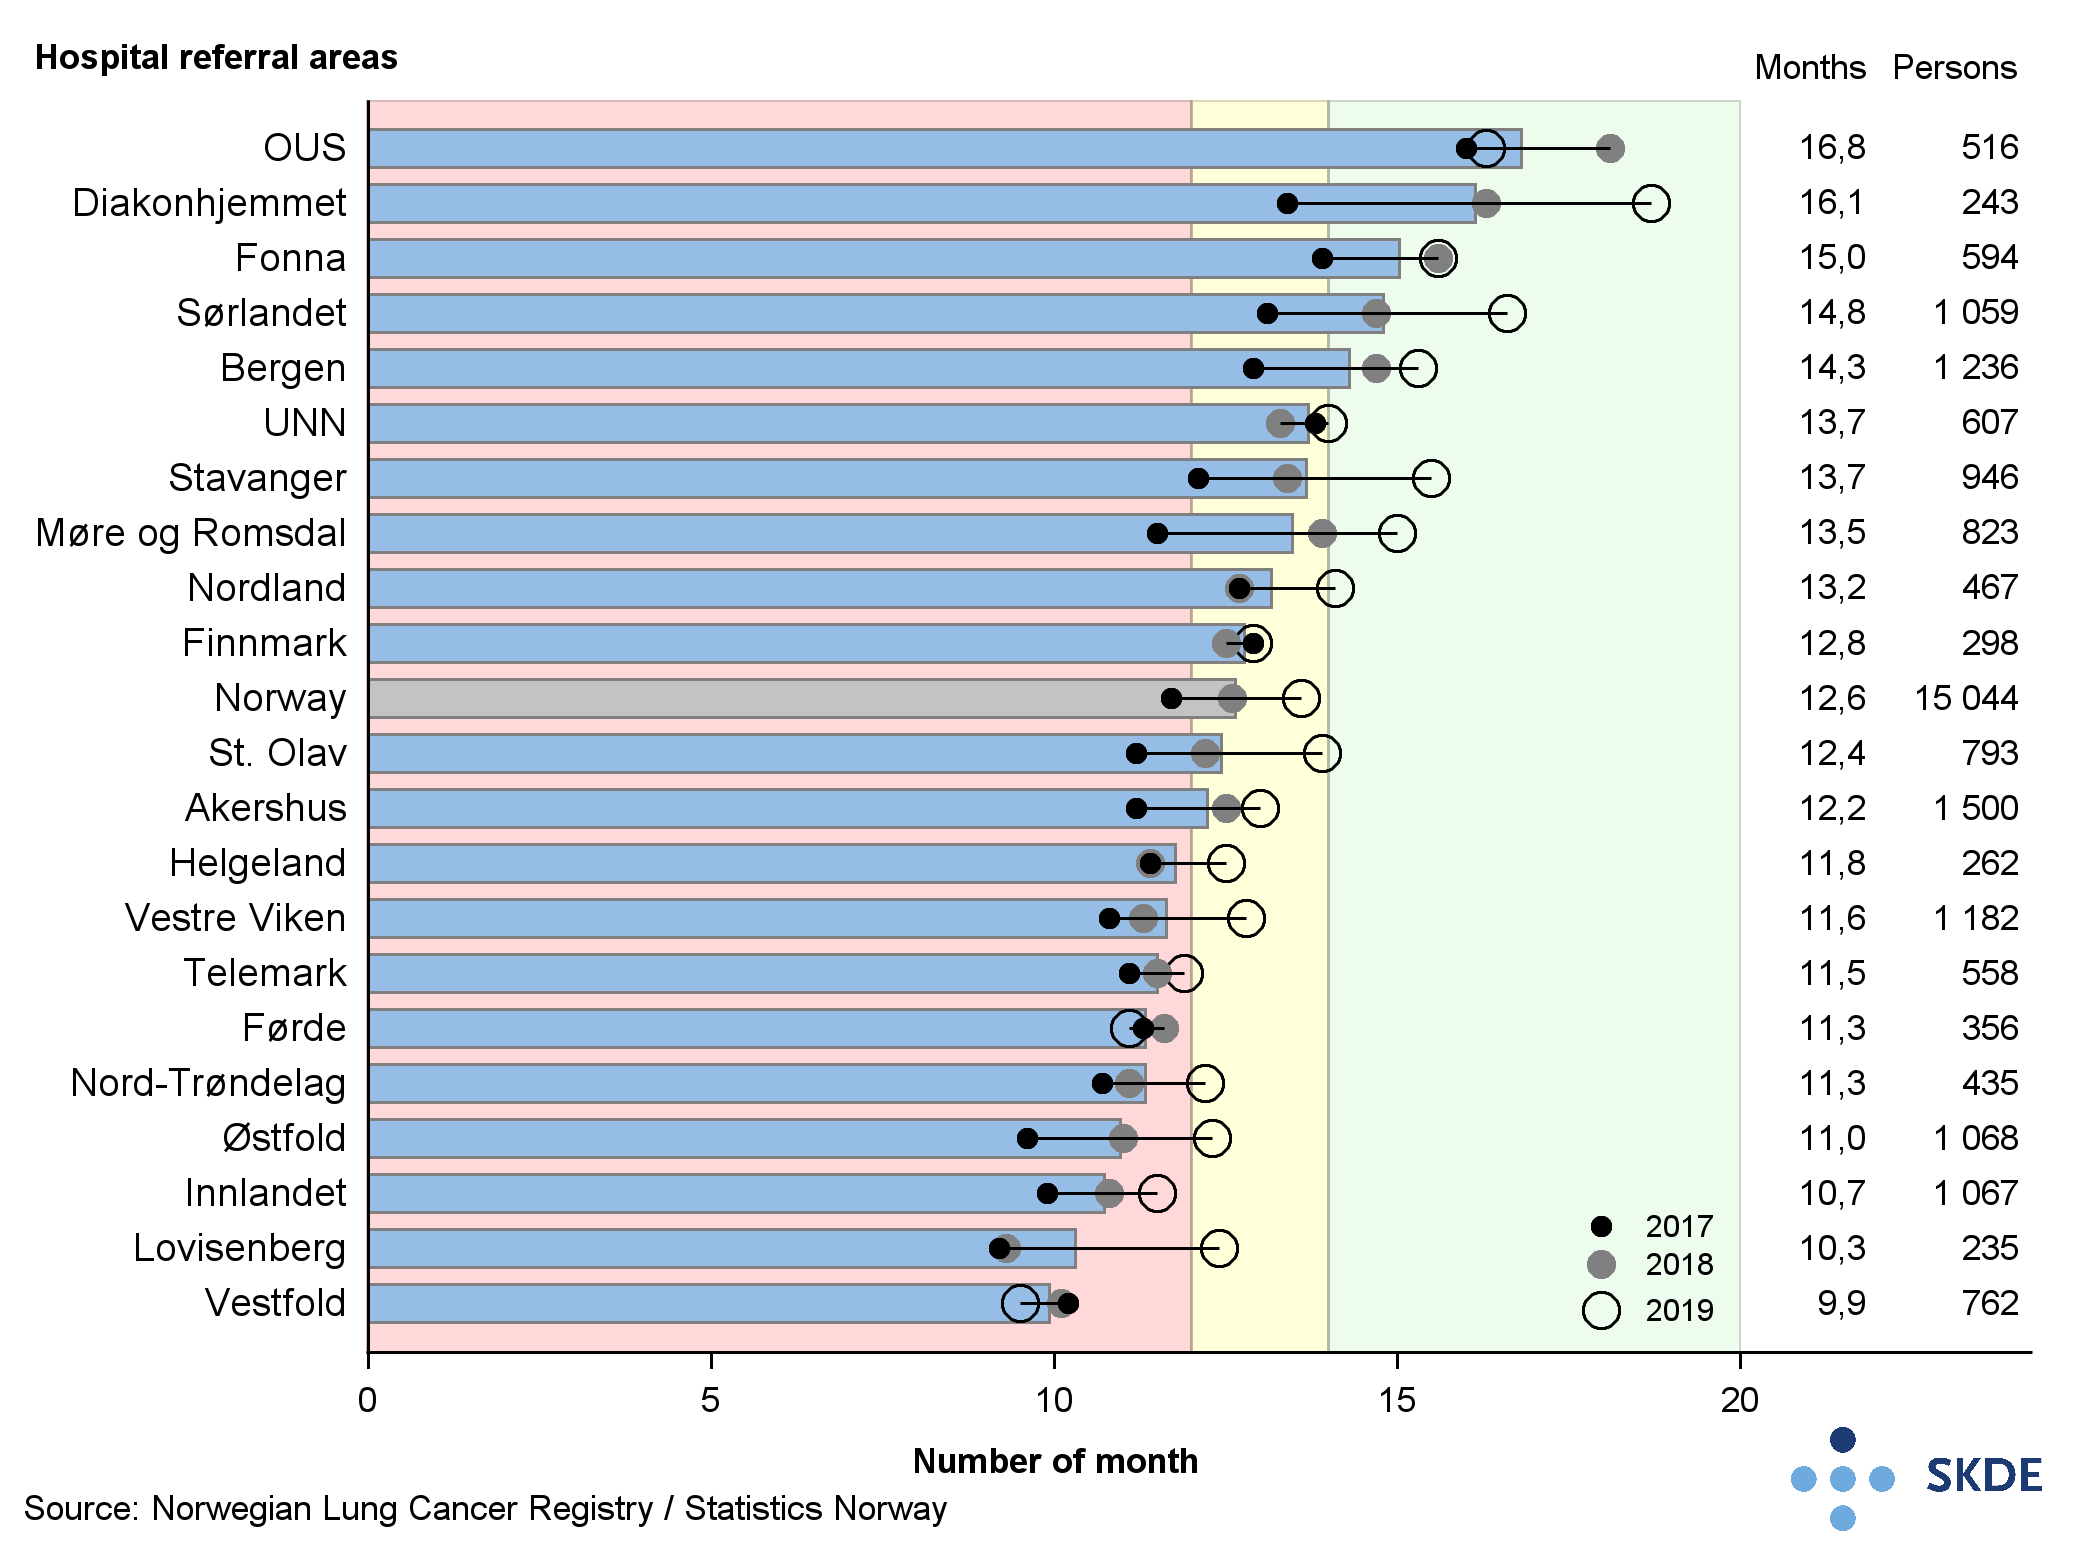 Hospital referral areas Months Persons
OUS 16,8 516
Diakonhjemmet 16,1 243
Fonna 15,0 594
Sørlandet 14,8 1 059
Bergen 14,3 1 236
UNN 13,7 607
Stavanger 13,7 946
Møre og Romsdal 13,5 823
Nordland 13,2 467
Finnmark 12,8 298
Norway 12,6 15 044
St. Olav 12,4 793
Akershus 12,2 1 500
Helgeland 11,8 262
Vestre Viken 11,6 1 182
Telemark 11,5 558
Førde 11,3 356
Nord-Trøndelag 11,3 435
Østfold 11,0 1 068
Innlandet 10,7 1 067
Lovisenberg 10,3 235
Vestfold 9,9 762
2017
2018
2019
0 5 10 15 20
Number of month
SKDE
Source: Norwegian Lung Cancer Registry / Statistics Norway